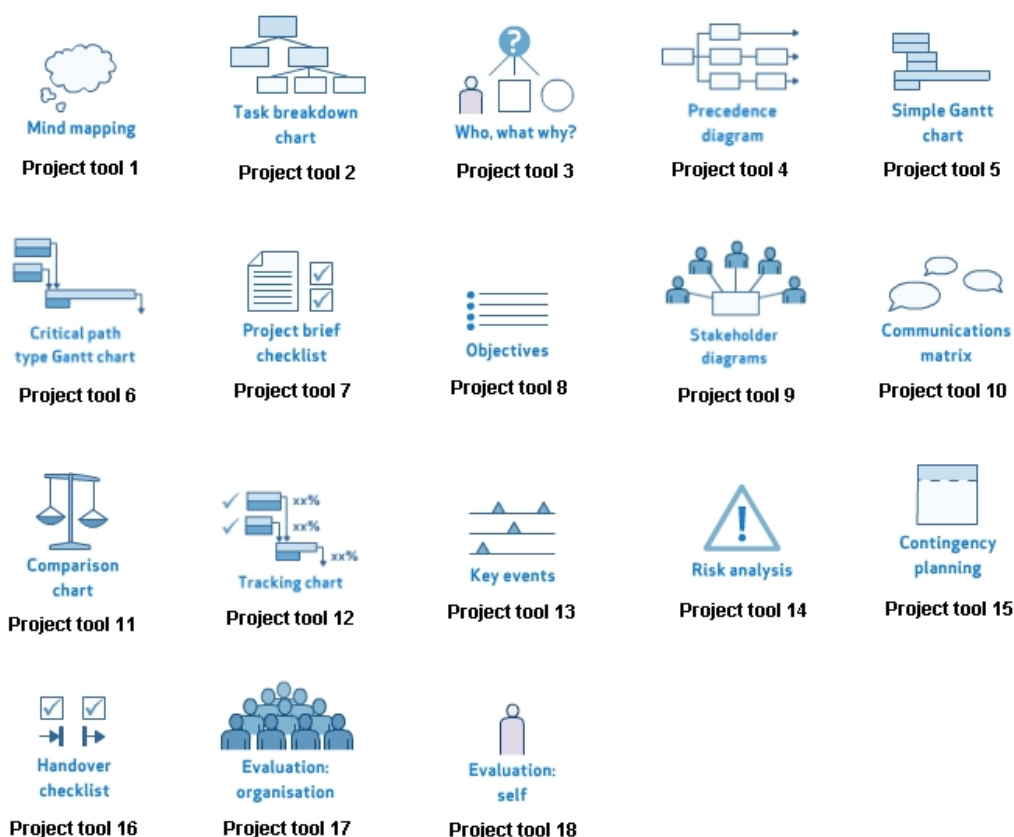 ?
Mind mapping
Project tool 1
Task breakdown
chart
Project tool 2
Who, what why?
Project tool 3
Precedence
diagram
Project tool 4
Simple Gantt
chart
Project tool 5
Critical path
type Gantt chart
Project tool 6
Project brief
checklist
Project tool 7
Objectives
Project tool 8
Stakeholder
diagrams
Project tool 9
Communications
matrix
Project tool 10
Comparison
chart
Project tool 11
xx%
xx%
xx%
Tracking chart
Project tool 12
Key events
Project tool 13
!
Risk analysis
Project tool 14
Contingency
planning
Project tool 15
Handover
checklist
Project tool 16
Evaluation:
organisation
Project tool 17
Evaluation:
self
Project tool 18